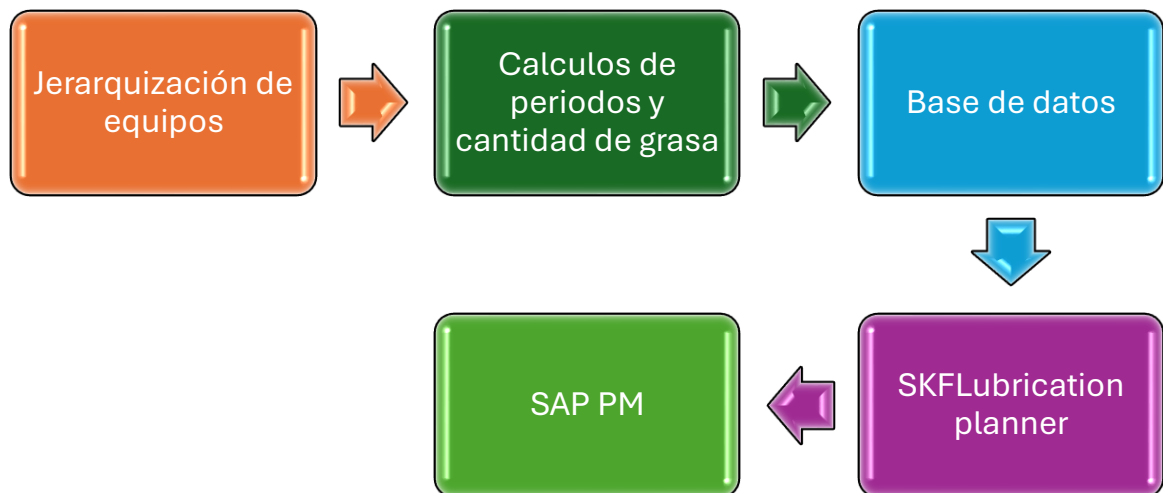 Jerarquización de
equipos
Calculos de
periodos y
cantidad de grasa
Base de datos
SKFLubrication
planner
SAP PM